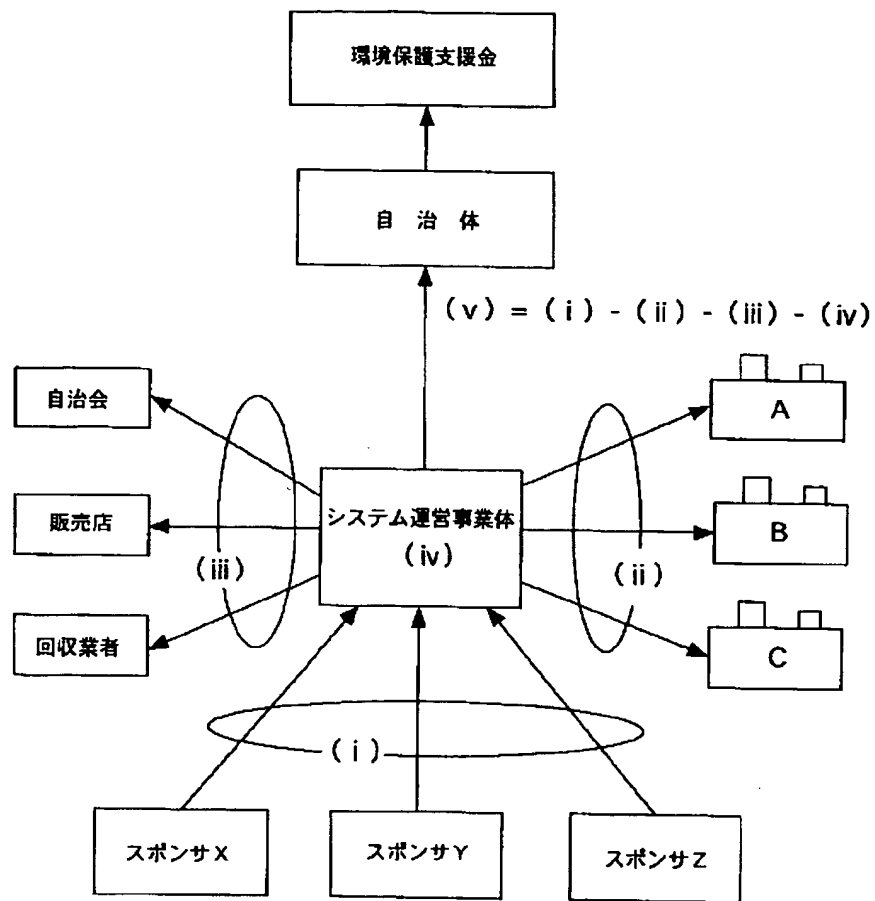 環境保護支援金
自 治 体
(v) = (i) - (ii) - (iii) - (iv)
自治会
A
販売店
システム運営事業体
(iv)
B
(iii)
(ii)
回収業者
C
(i)
スポンサX
スポンサY
スポンサZ